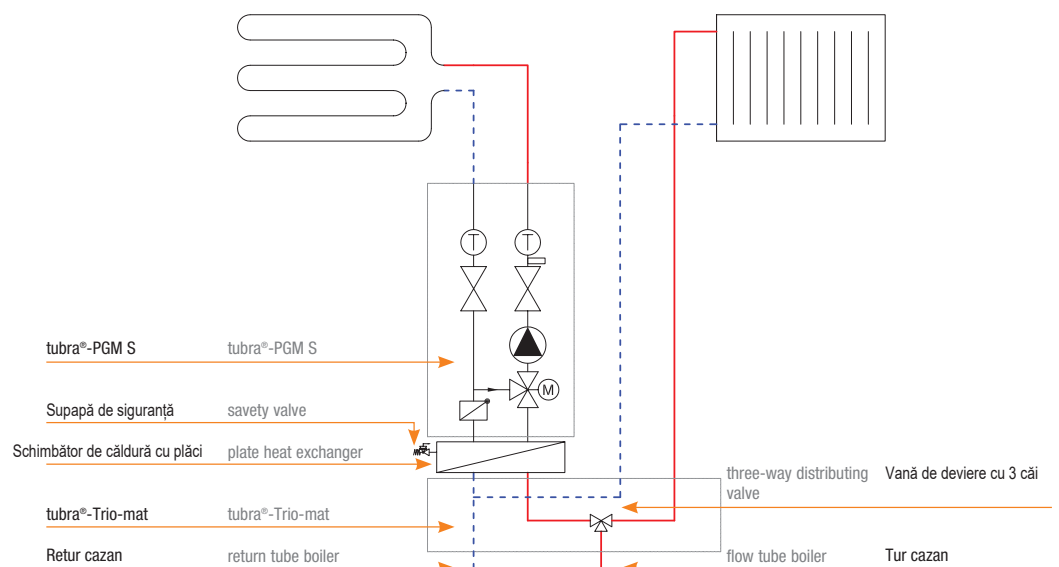 T T
M
tubra®-PGM S tubra®-PGM S
Supapă de siguranță savety valve
Schimbător de căldură cu plăci plate heat exchanger
three-way distributing Vană de deviere cu 3 căi
valve
tubra®-Trio-mat tubra®-Trio-mat
Retur cazan return tube boiler flow tube boiler Tur cazan